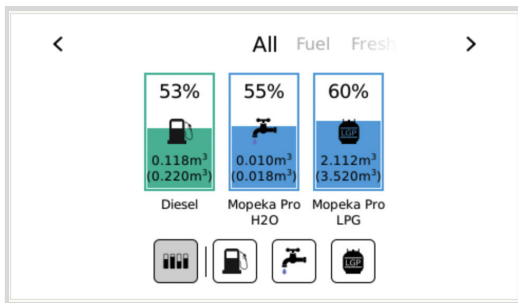 All Fuel Fresh
53% 55% 60%
LGP
0.118m³ 0.010m³ 2.112m³
(0.220m³) (0.018m³) (3.520m³)
Diesel Mopeka Pro Mopeka Pro
H2O LPG
LGP